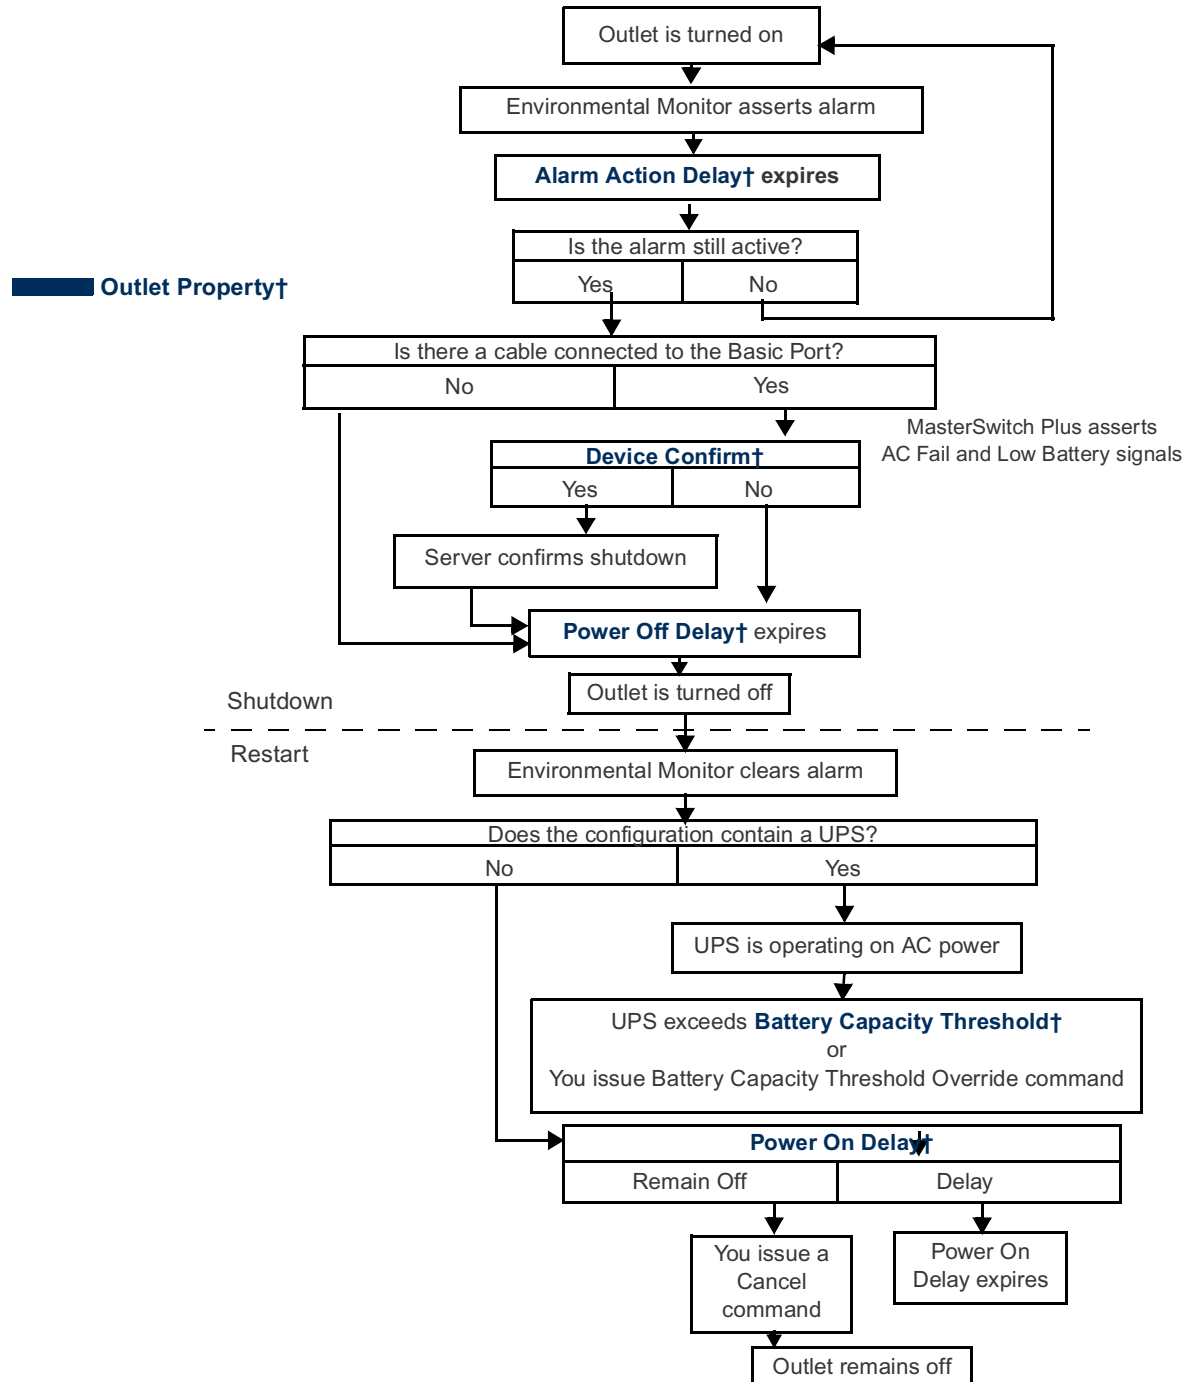 Outlet is turned on
Environmental Monitor asserts alarm
Alarm Action Delay† expires
Is the alarm still active?
Yes
No
Outlet Property†
Is there a cable connected to the Basic Port?
No
Yes
MasterSwitch Plus asserts
AC Fail and Low Battery signals
Device Confirm†
Yes
No
Server confirms shutdown
Power Off Delay† expires
Outlet is turned off
Shutdown
Restart
Environmental Monitor clears alarm
Does the configuration contain a UPS?
No
Yes
UPS is operating on AC power
UPS exceeds Battery Capacity Threshold†
or
You issue Battery Capacity Threshold Override command
Power On Delay†
Remain Off
Delay
You issue a
Cancel
command
Power On
Delay expires
Outlet remains off